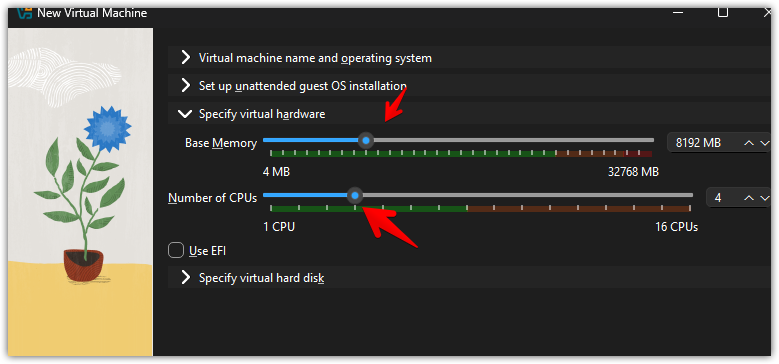 New Virtual Machine
Virtual machine name and operating system
Set up unattended guest OS installation
Specify virtual hardware
Base Memory
8192 MB
4 MB
32768 MB
Number of CPUs
4
1 CPU
16 CPUs
Use EFI
Specify virtual hard disk